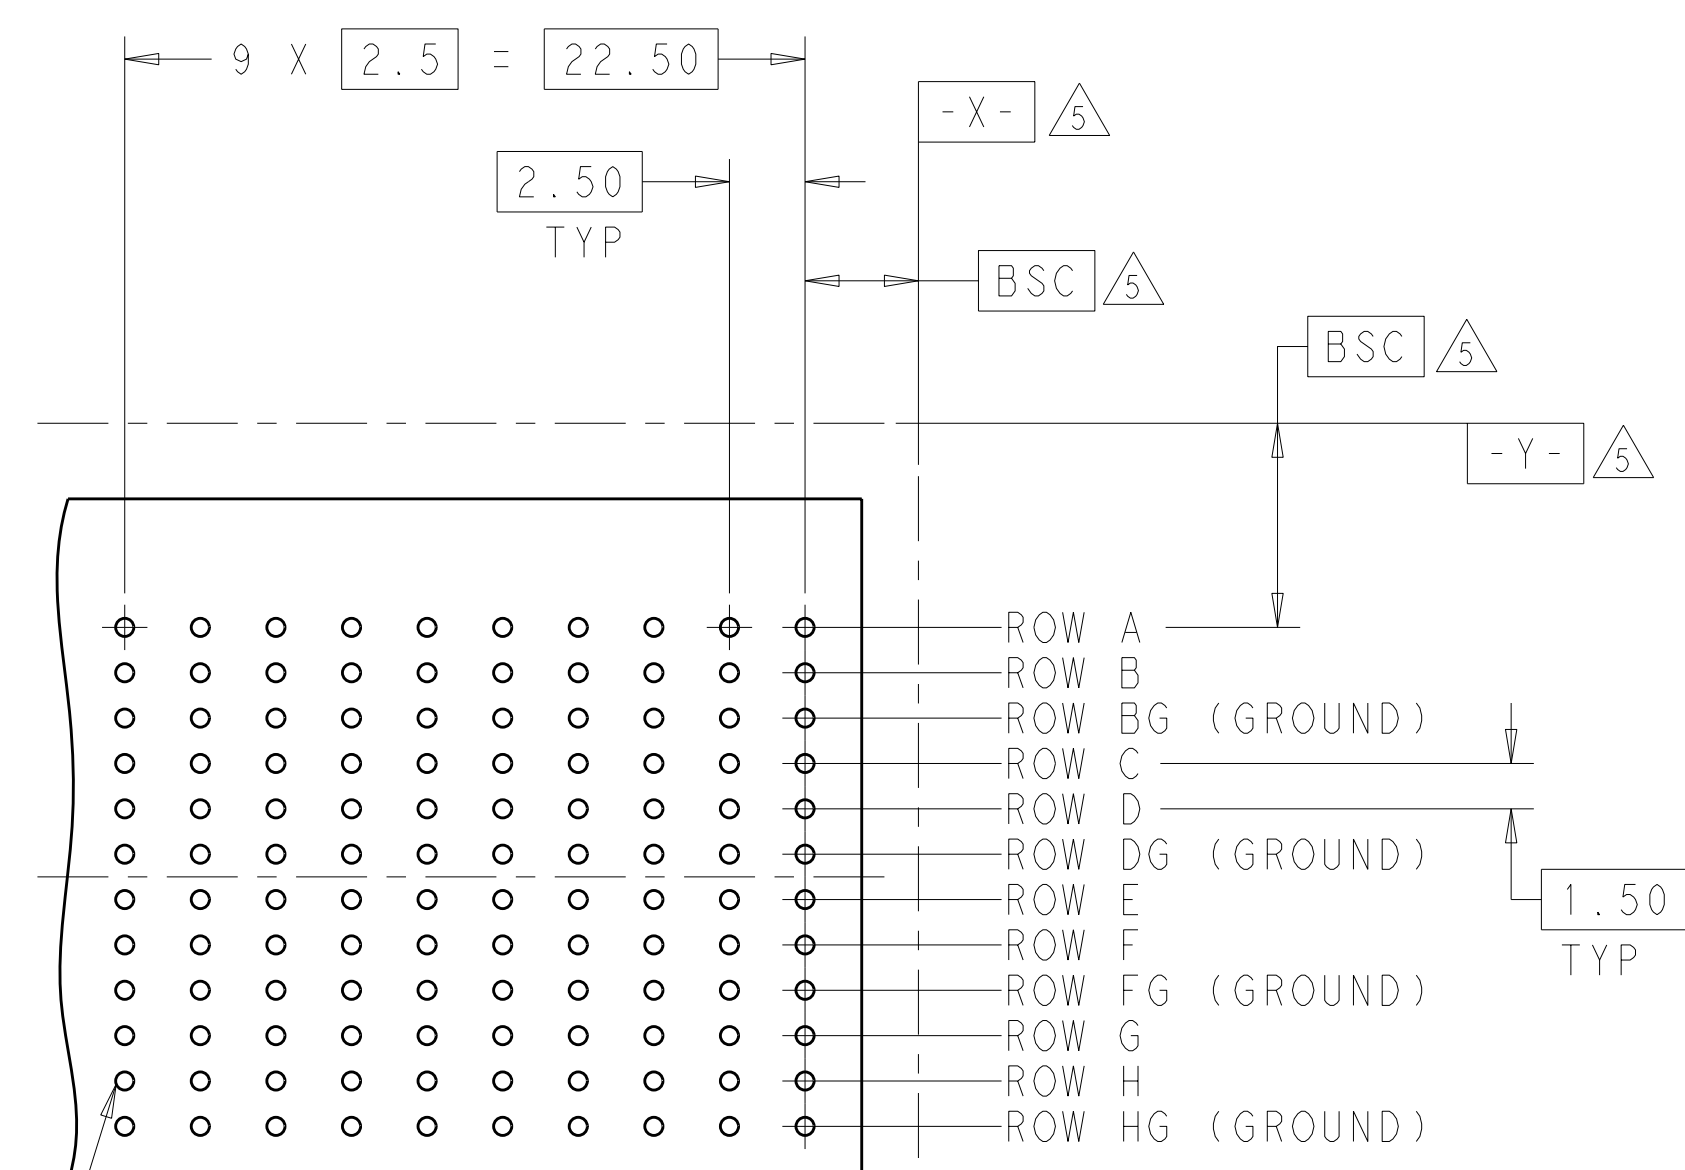 9 X 2.5 = 22.50
-X- 5
2.50
TYP
BSC 5
BSC 5
-Y- 5
ROW A
ROW B
ROW BG (GROUND)
ROW C
ROW D
ROW DG (GROUND)
ROW E
1.50
TYP
ROW F
ROW FG (GROUND)
ROW G
ROW H
ROW HG (GROUND)